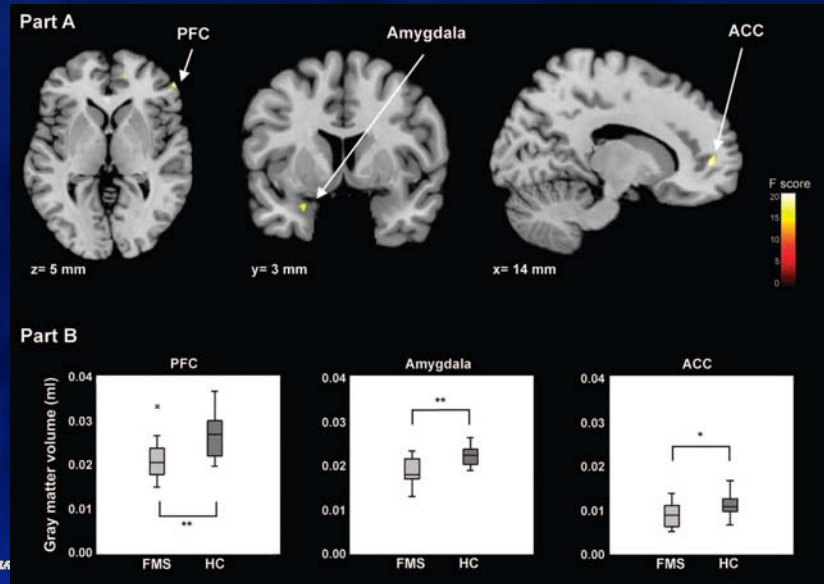 Part A
PFC
Amygdala
ACC
F score
20
15
10
5
0
z= 5 mm
y= 3 mm
x= 14 mm
Part B
PFC
Amygdala
ACC
Gray matter volume (ml)
0.04
0.03
0.02
0.01
0.00
×
**
FMS
HC
0.04
0.03
0.02
0.01
0.00
**
FMS
HC
0.04
0.03
0.02
0.01
0.00
*
FMS
HC